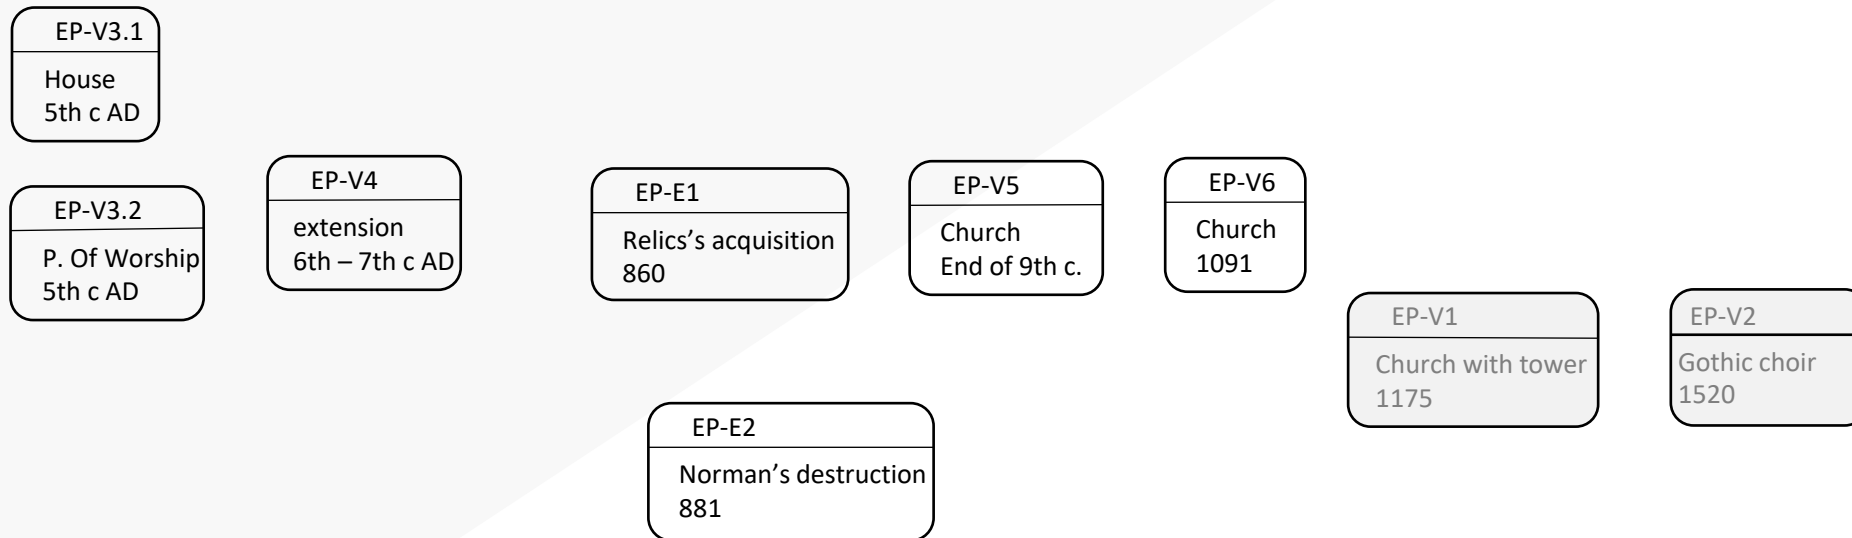 EP-V3.1
House
5th c AD
EP-V3.2
P. Of Worship
5th c AD
EP-V4
extension
6th – 7th c AD
EP-E1
Relics's acquisition
860
EP-E2
Norman’s destruction
881
EP-V5
Church
End of 9th c.
EP-V6
Church
1091
EP-V1
Church with tower
1175
EP-V2
Gothic choir
1520